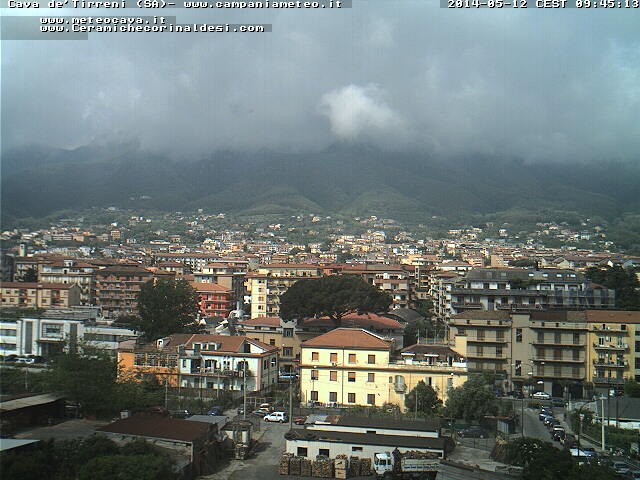 Cava de'Tirreni (SA)- www.campaniameteo.it 2014-05-12 CEST 09:45:13
www.meteocava.it
www.Ceramichecorinaldesi.com